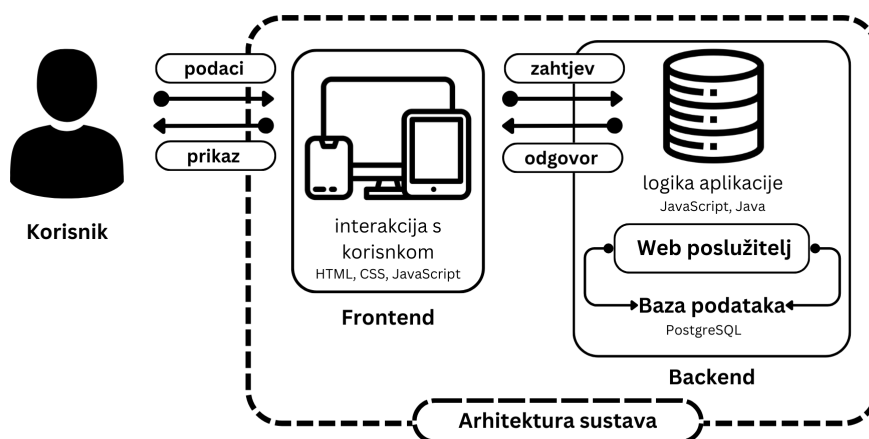 podaci
prikaz
Korisnik
interakcija s
korisnkom
HTML, CSS, JavaScript
Frontend
zahtjev
odgovor
logika aplikacije
JavaScript, Java
Web poslužitelj
Baza podataka
PostgreSQL
Backend
Arhitektura sustava